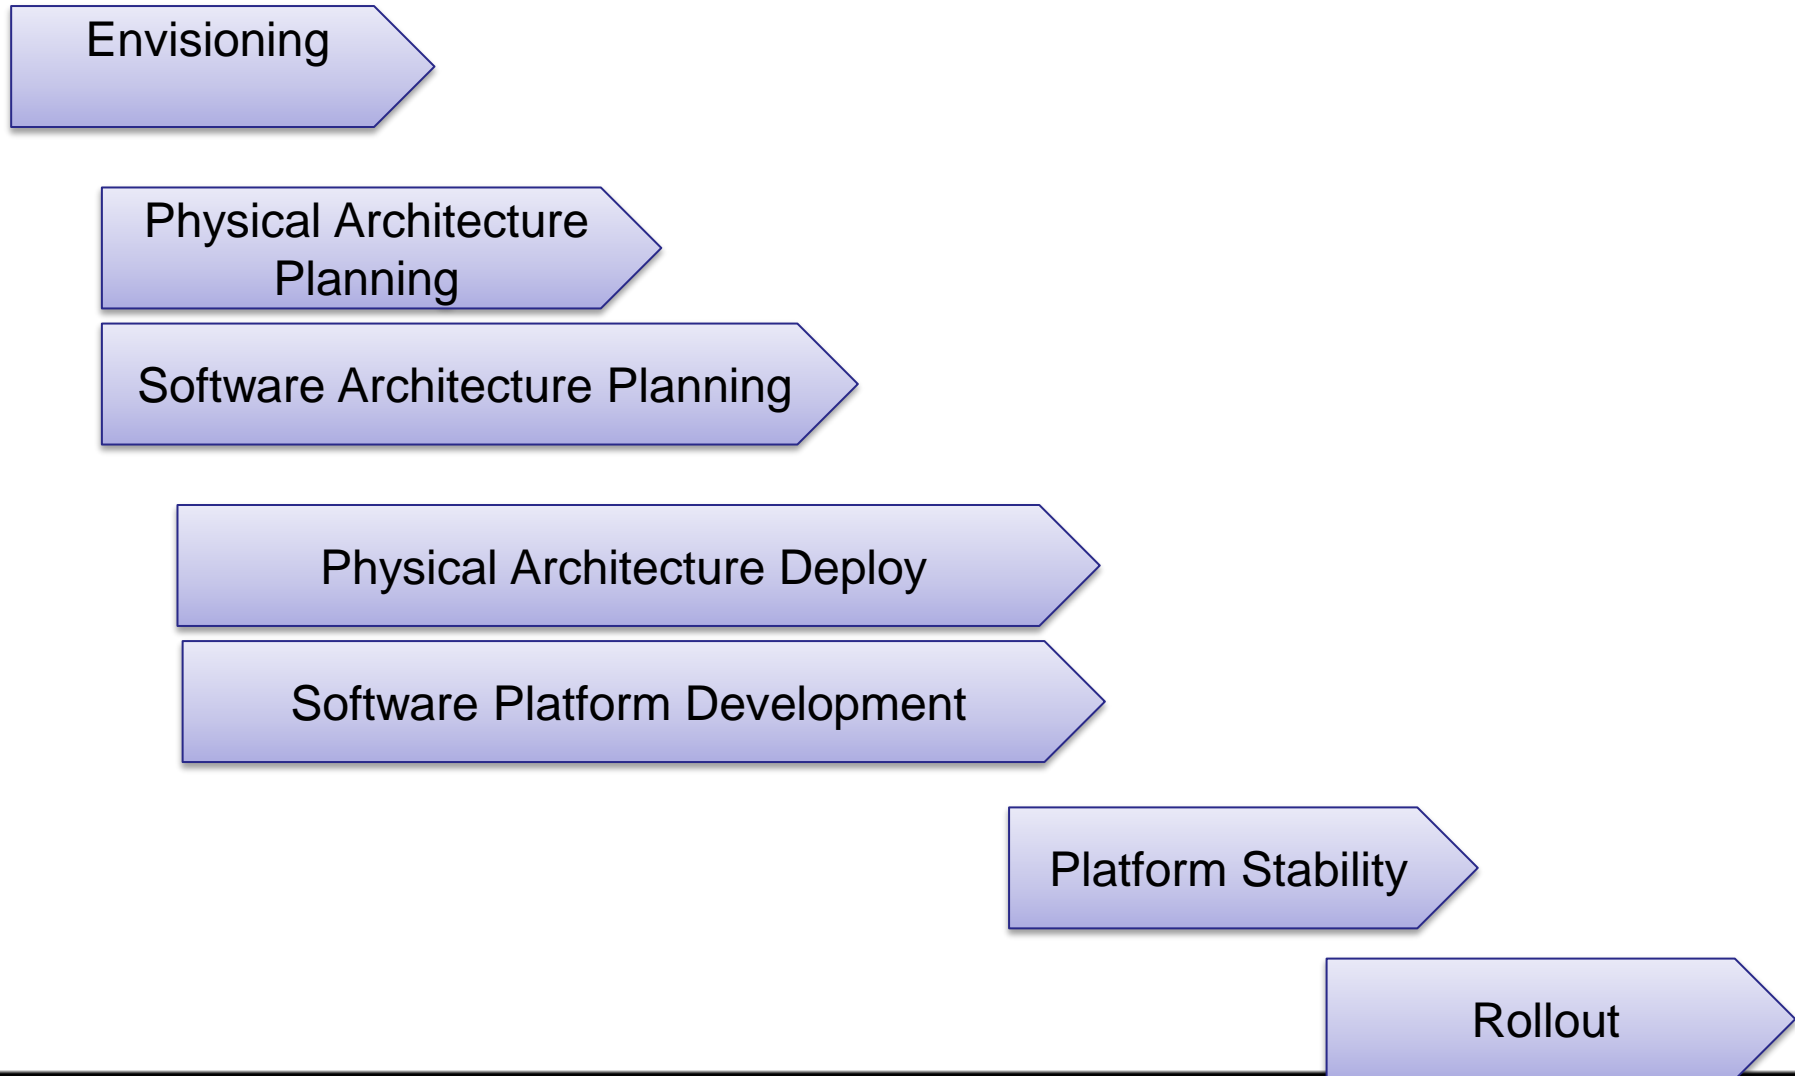 Envisioning
Physical Architecture
Planning
Software Architecture Planning
Physical Architecture Deploy
Software Platform Development
Platform Stability
Rollout